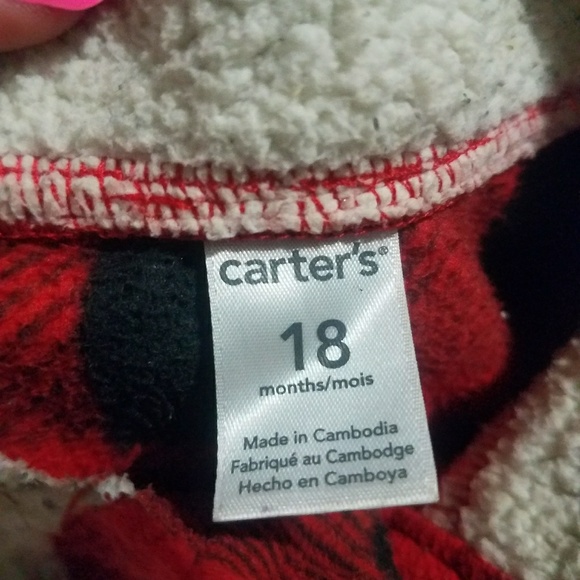 carter's®
18
months/mois
Made in Cambodia
Fabriqué au Cambodge
Hecho en Camboya